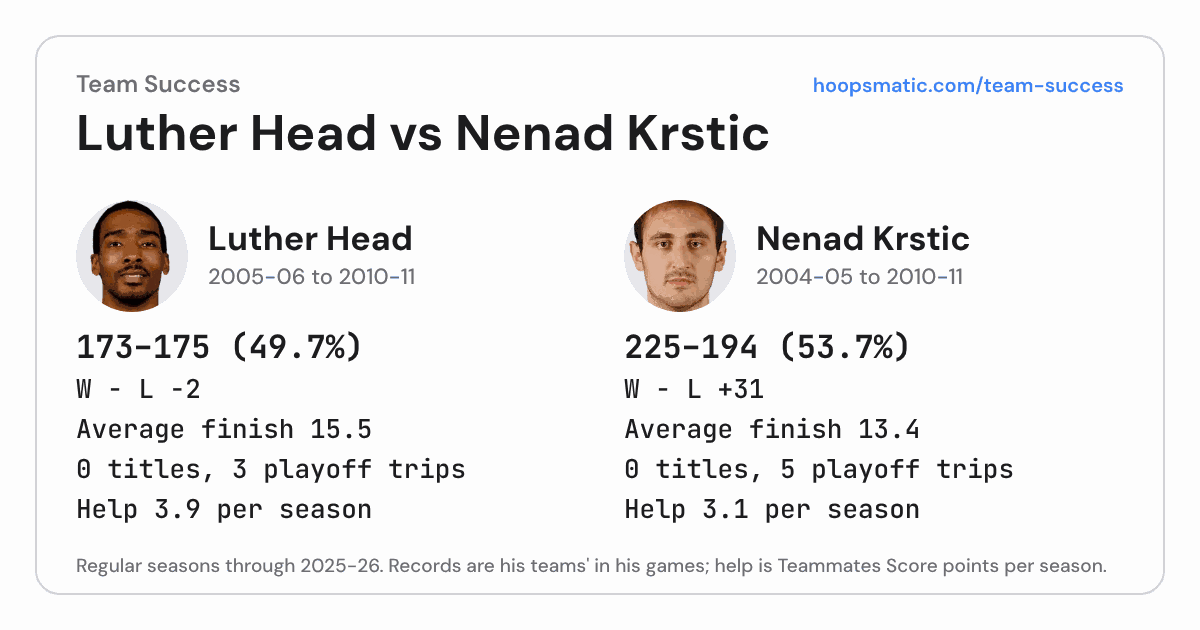 Team Success
hoopsmatic.com/team-success
Luther Head vs Nenad Krstic
Luther Head
2005-06 to 2010-11
173-175 (49.7%)
W - L -2
Average finish 15.5
0 titles, 3 playoff trips
Help 3.9 per season
Nenad Krstic
2004-05 to 2010-11
225-194 (53.7%)
W - L +31
Average finish 13.4
0 titles, 5 playoff trips
Help 3.1 per season
Regular seasons through 2025-26. Records are his teams' in his games; help is Teammates Score points per season.